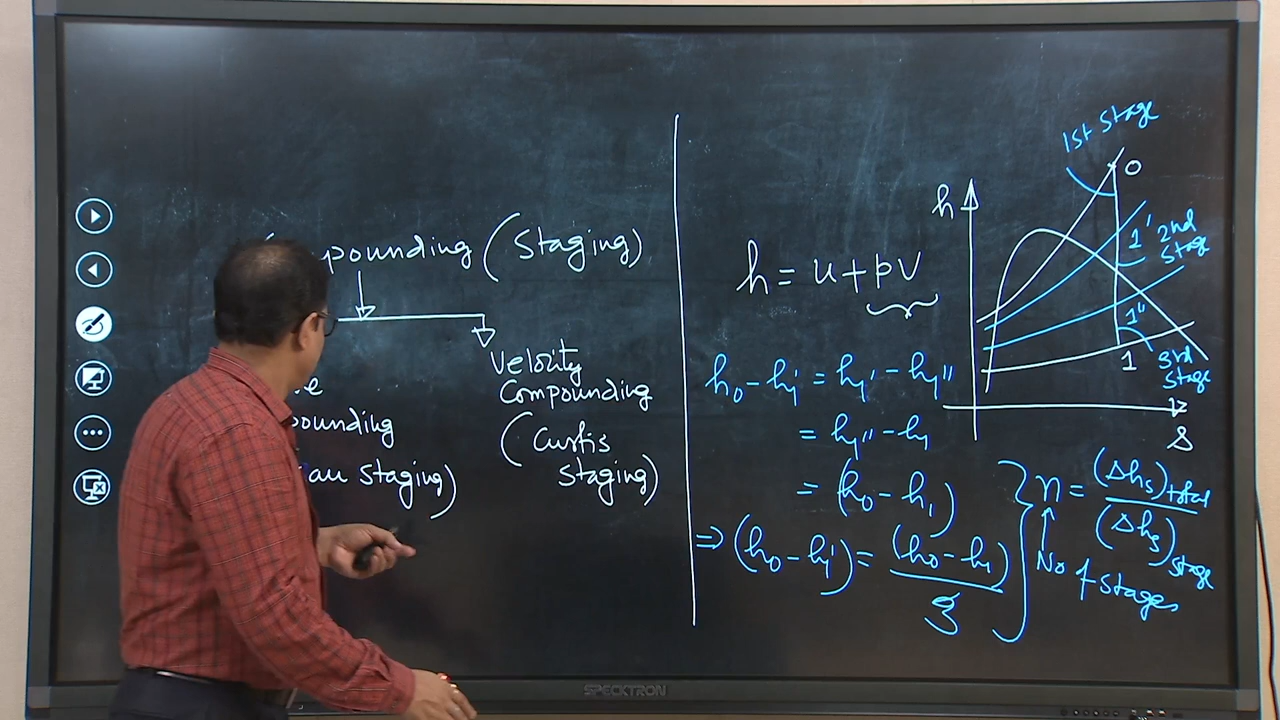 pounding (Staging)
Velocity
Compounding
pounding
(Curtis
staging)
au staging)
h = u + pv
h₀ - h₁' = h₁' - h₁''
= h₁'' - h₁
= (h₀ - h₁)
⇒ (h₀ - h₁') = (h₀ - h₁) / 3
h
1st Stage
0
1' 2nd
Stage
1''
1
3rd
Stage
s
n = (Δhₛ)total / (Δhₛ)stage
No of stages
SPECKTRON